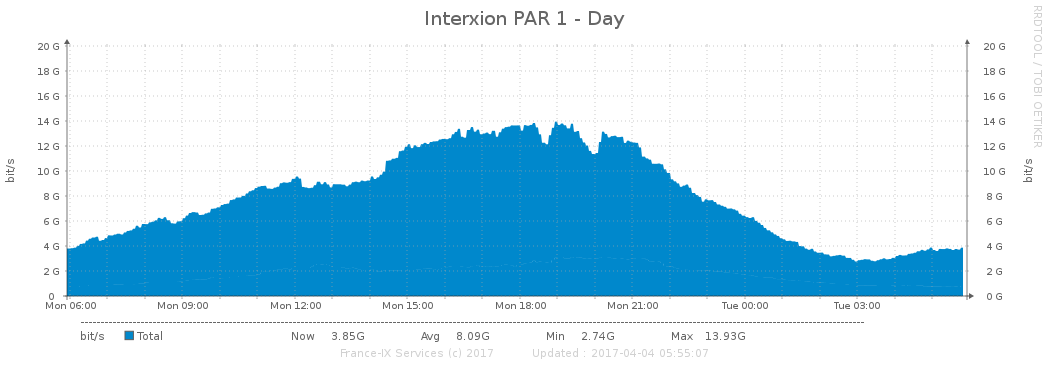 Interxion PAR 1 - Day
RRDTOOL / TOBI OETIKER
20 G 20 G
18 G 18 G
16 G 16 G
14 G 14 G
12 G 12 G
10 G 10 G
8 G 8 G
6 G 6 G
4 G 4 G
2 G 2 G
0 0 G
bit/s bit/s
Mon 06:00 Mon 09:00 Mon 12:00 Mon 15:00 Mon 18:00 Mon 21:00 Tue 00:00 Tue 03:00
bit/s Total Now 3.85G Avg 8.09G Min 2.74G Max 13.93G
France-IX Services (c) 2017 Updated : 2017-04-04 05:55:07